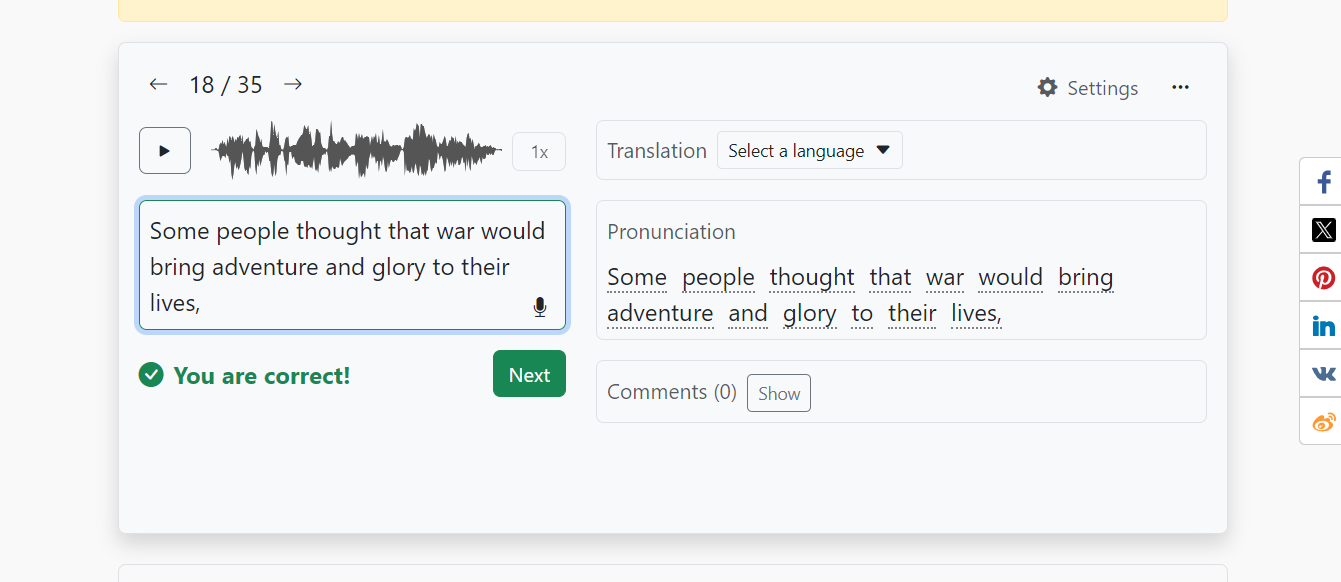 18 / 35
Settings
1x
Translation
Select a language
Some people thought that war would
bring adventure and glory to their
lives,
Pronunciation
Some people thought that war would bring
adventure and glory to their lives,
You are correct!
Next
Comments (0)
Show